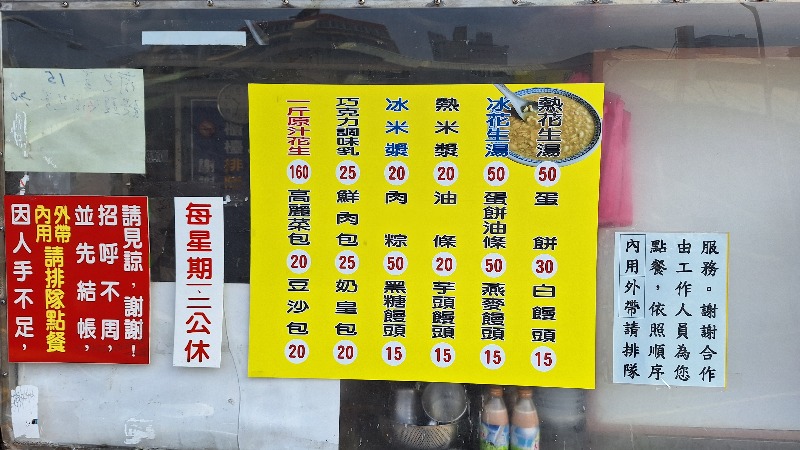 因人手不足，
內用
外帶
請排隊點餐
並先結帳，
招呼不周，
請見諒，謝謝！
每星期一.二公休
熱花生湯 50
蛋餅 30
白饅頭 15
冰花生湯 50
蛋餅油條 50
燕麥饅頭 15
熱米漿 20
油條 20
芋頭饅頭 15
冰米漿 20
肉粽 50
黑糖饅頭 15
巧克力調味乳 25
鮮肉包 25
奶皇包 20
一斤原汁花生 160
高麗菜包 20
豆沙包 20
內用外帶請排隊
點餐，依照順序
由工作人員為您
服務。謝謝合作